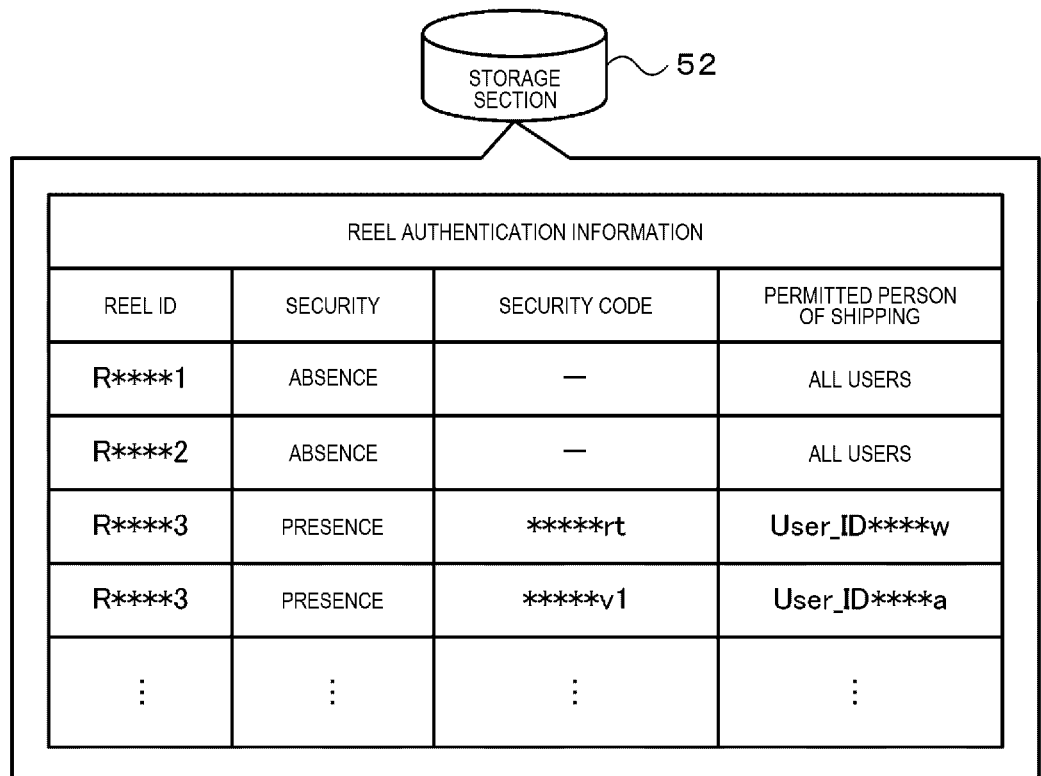 STORAGE
SECTION
52
REEL AUTHENTICATION INFORMATION
REEL ID SECURITY SECURITY CODE PERMITTED PERSON
OF SHIPPING
R****1 ABSENCE — ALL USERS
R****2 ABSENCE — ALL USERS
R****3 PRESENCE *****rt User_ID****w
R****3 PRESENCE *****v1 User_ID****a
⋮ ⋮ ⋮ ⋮